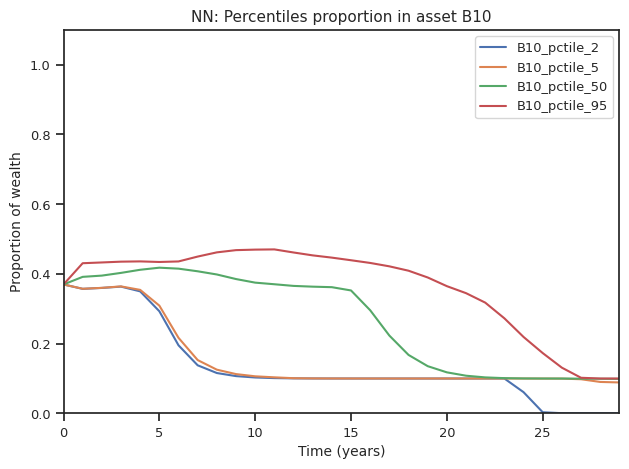 NN: Percentiles proportion in asset B10
B10_pctile_2
B10_pctile_5
B10_pctile_50
B10_pctile_95
Proportion of wealth
1.0
0.8
0.6
0.4
0.2
0.0
0 5 10 15 20 25
Time (years)